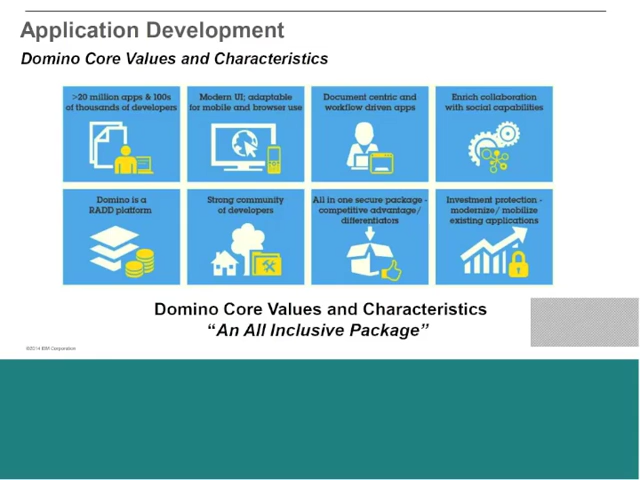 Application Development
Domino Core Values and Characteristics
>20 million apps & 100s
of thousands of developers
Modern UI; adaptable
for mobile and browser use
Document centric and
workflow driven apps
Enrich collaboration
with social capabilities
Domino is a
RADD platform
Strong community
of developers
All in one secure package -
competitive advantage/
differentiators
Investment protection -
modernize/ mobilize
existing applications
Domino Core Values and Characteristics
“An All Inclusive Package”
©2014 IBM Corporation